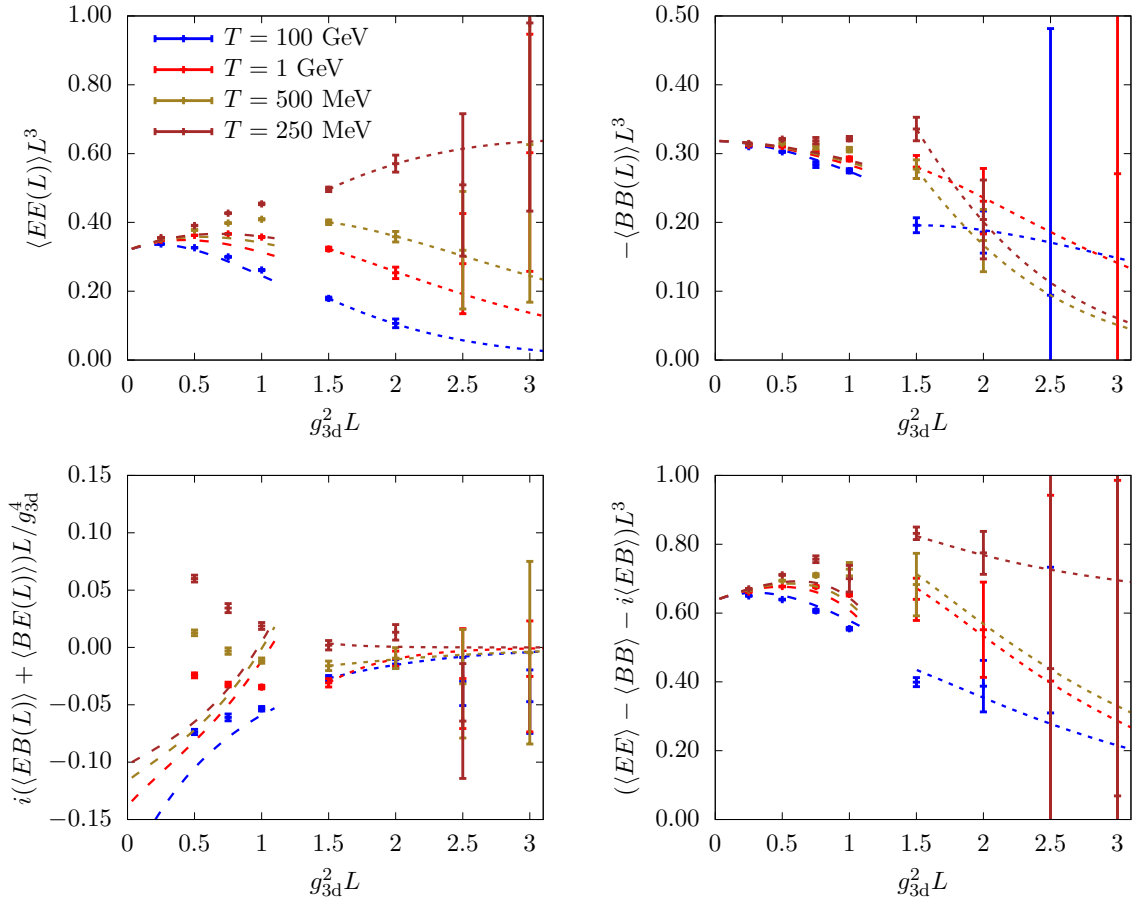 ⟨EE(L)⟩L³
1.00
0.80
0.60
0.40
0.20
0.00
T = 100 GeV
T = 1 GeV
T = 500 MeV
T = 250 MeV
0 0.5 1 1.5 2 2.5 3
g²₃d L
−⟨BB(L)⟩L³
0.50
0.40
0.30
0.20
0.10
0.00
0 0.5 1 1.5 2 2.5 3
g²₃d L
i(⟨EB(L)⟩ + ⟨BE(L)⟩))L/g⁴₃d
0.15
0.10
0.05
0.00
−0.05
−0.10
−0.15
0 0.5 1 1.5 2 2.5 3
g²₃d L
(⟨EE⟩ − ⟨BB⟩ − i⟨EB⟩))L³
1.00
0.80
0.60
0.40
0.20
0.00
0 0.5 1 1.5 2 2.5 3
g²₃d L